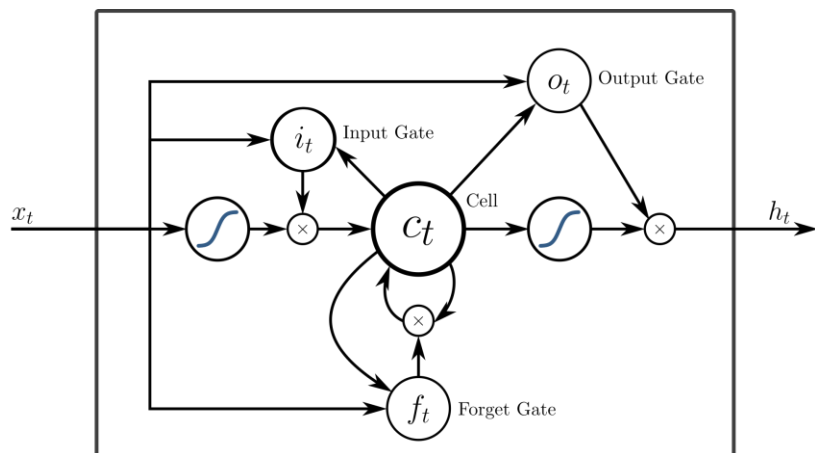 o_t Output Gate
i_t Input Gate
x_t
×
c_t
Cell
×
h_t
×
f_t Forget Gate